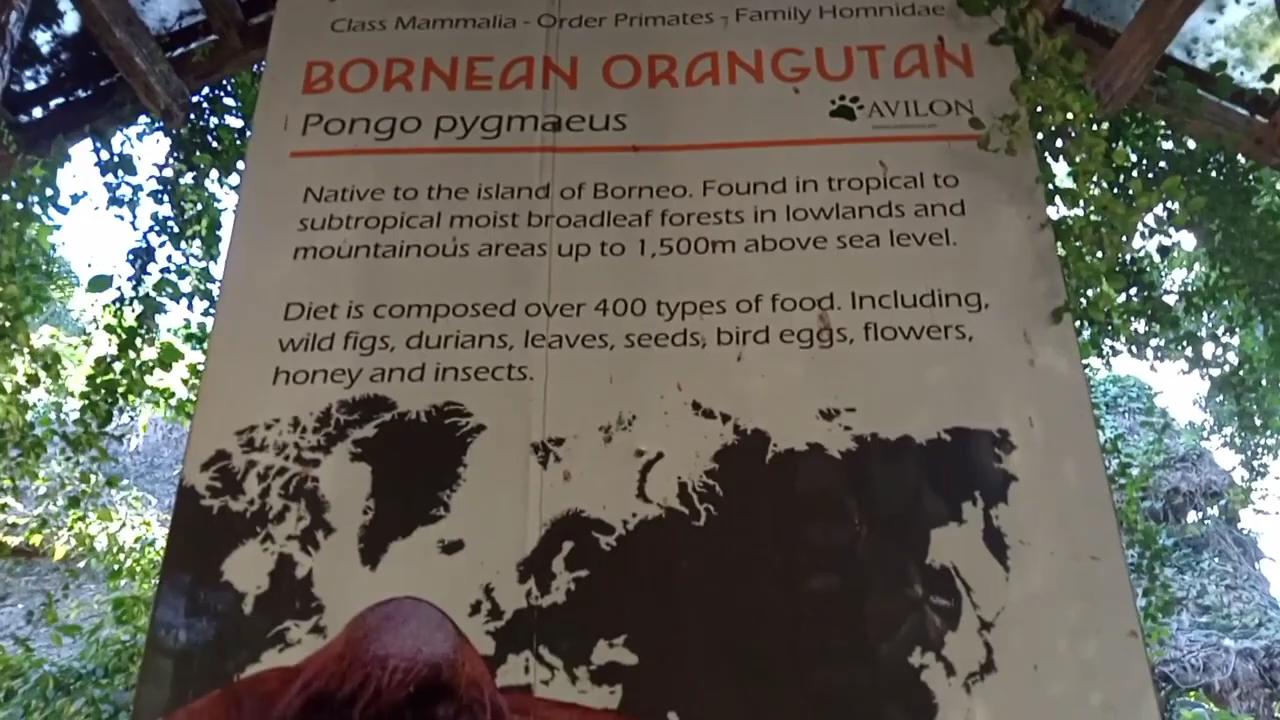 Class Mammalia - Order Primates - Family Homnidae
BORNEAN ORANGUTAN
Pongo pygmaeus
AVILON
Native to the island of Borneo. Found in tropical to
subtropical moist broadleaf forests in lowlands and
mountainous areas up to 1,500m above sea level.
Diet is composed over 400 types of food. Including,
wild figs, durians, leaves, seeds, bird eggs, flowers,
honey and insects.